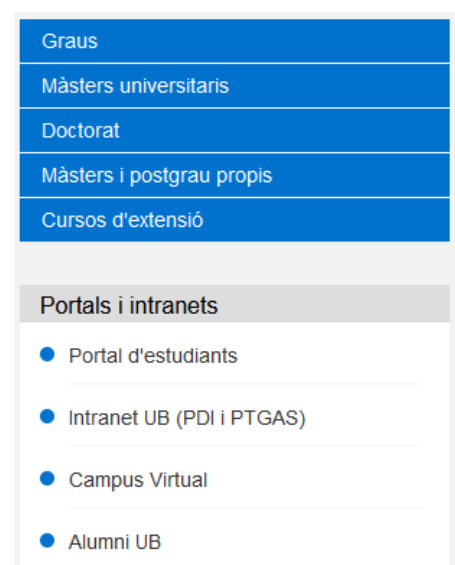 Graus
Màsters universitaris
Doctorat
Màsters i postgrau propis
Cursos d'extensió
Portals i intranets
Portal d'estudiants
Intranet UB (PDI i PTGAS)
Campus Virtual
Alumni UB